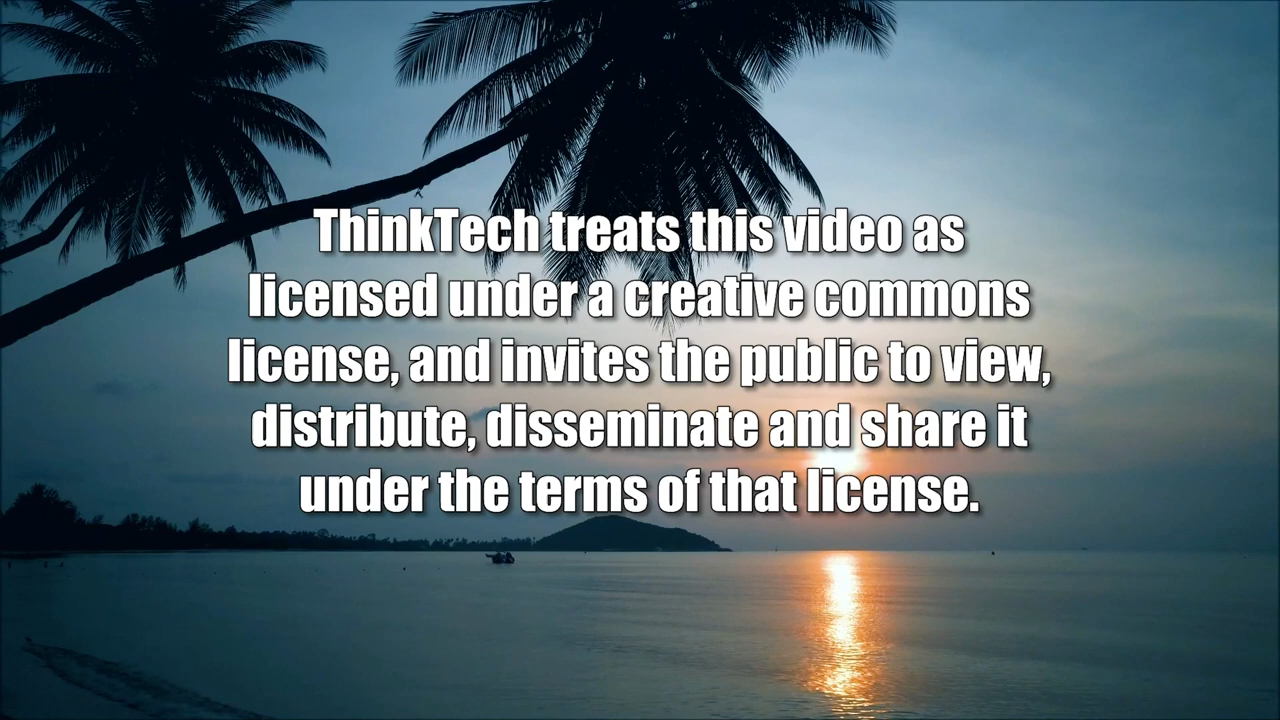 ThinkTech treats this video as
licensed under a creative commons
license, and invites the public to view,
distribute, disseminate and share it
under the terms of that license.